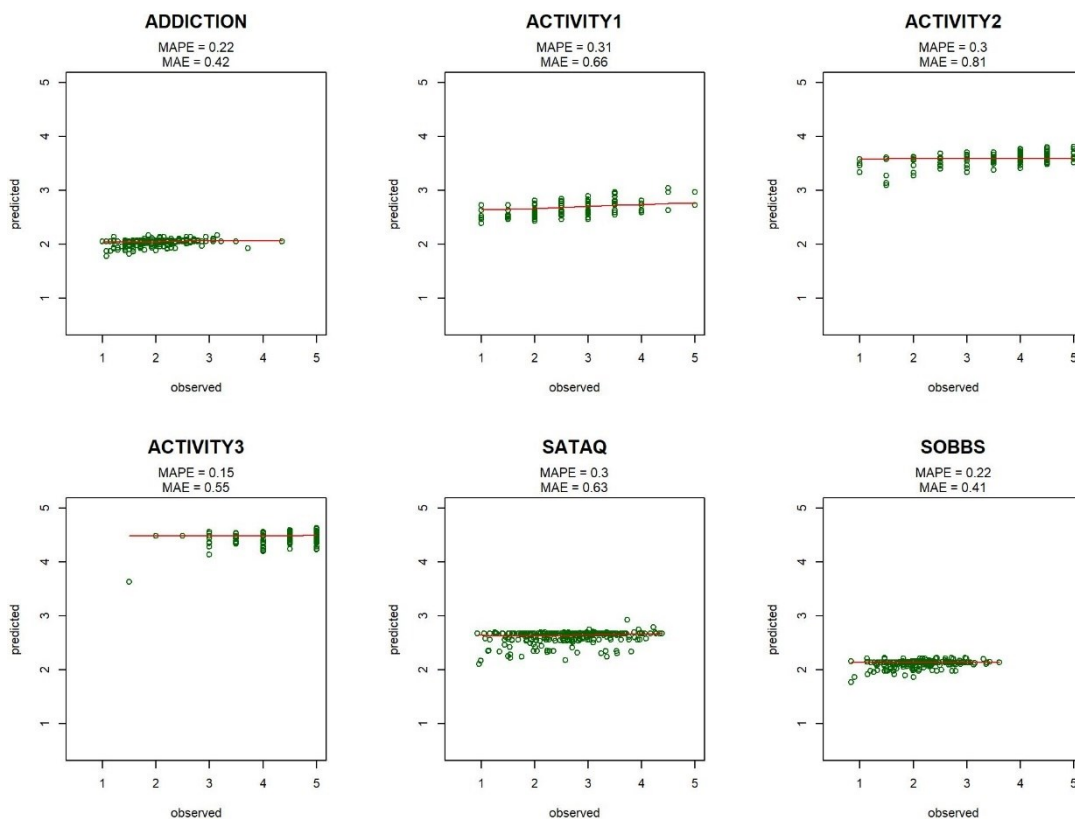 ADDICTION
MAPE = 0.22
MAE = 0.42
predicted
5
4
3
2
1
1 2 3 4 5
observed
ACTIVITY1
MAPE = 0.31
MAE = 0.66
predicted
5
4
3
2
1
1 2 3 4 5
observed
ACTIVITY2
MAPE = 0.3
MAE = 0.81
predicted
5
4
3
2
1
1 2 3 4 5
observed
ACTIVITY3
MAPE = 0.15
MAE = 0.55
predicted
5
4
3
2
1
1 2 3 4 5
observed
SATAQ
MAPE = 0.3
MAE = 0.63
predicted
5
4
3
2
1
1 2 3 4 5
observed
SOBBS
MAPE = 0.22
MAE = 0.41
predicted
5
4
3
2
1
1 2 3 4 5
observed